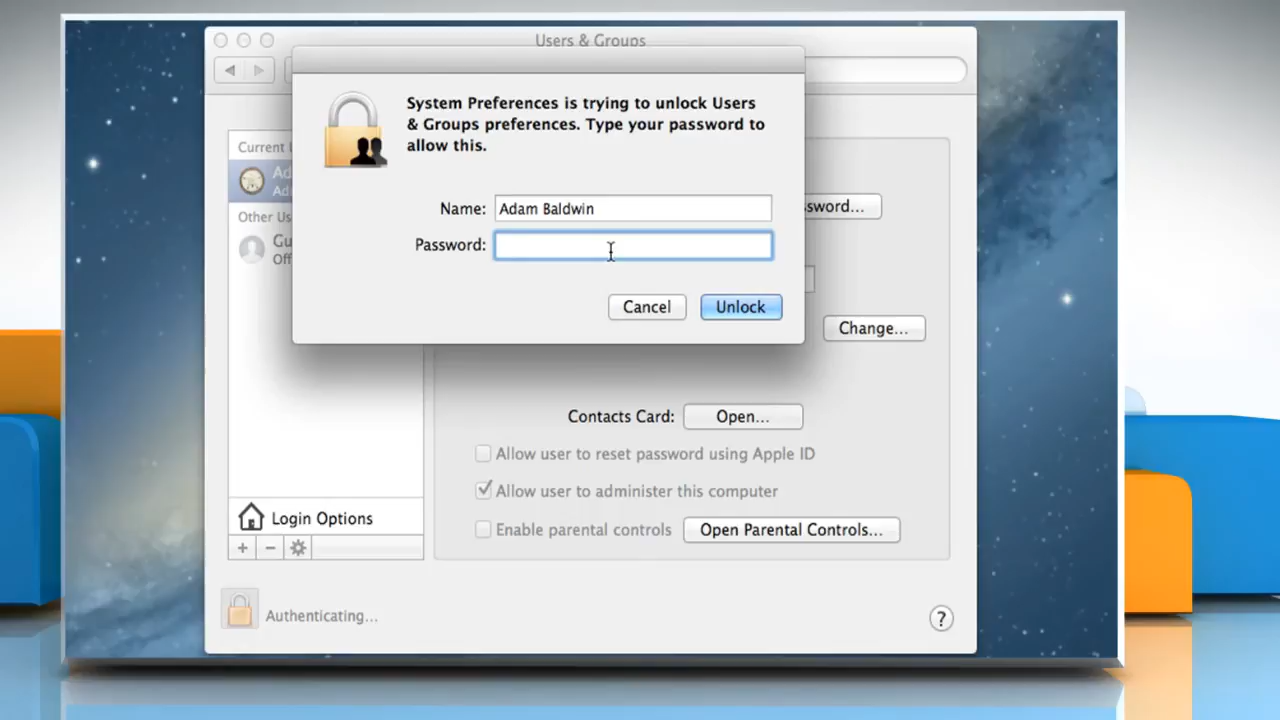 Users & Groups
System Preferences is trying to unlock Users
& Groups preferences. Type your password to
allow this.
Current
Other
Name: Adam Baldwin
Password:
Cancel Unlock
Change...
Contacts Card: Open...
Allow user to reset password using Apple ID
Allow user to administer this computer
Enable parental controls Open Parental Controls...
Login Options
+ −
Authenticating...
?